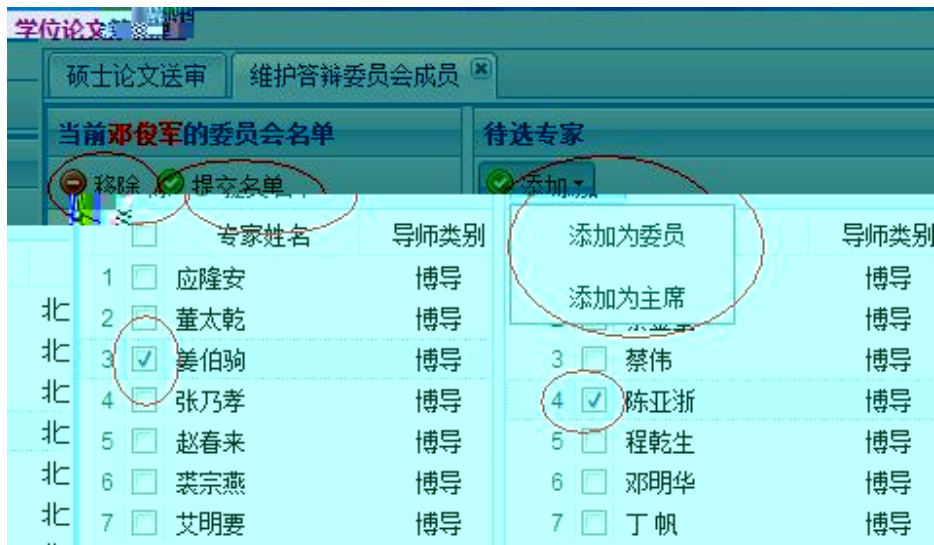 学位论文
硕士论文送审 维护答辩委员会成员
当前邓俊军的委员会名单 待选专家
移除 提交名单 添加
专家姓名 导师类别 添加为委员 导师类别
1 应隆安 博导 博导
添加为主席
北 2 董太乾 博导 博导
北 3 姜伯驹 博导 3 蔡伟 博导
北 4 张乃孝 博导 4 陈亚浙 博导
北 5 赵春来 博导 5 程乾生 博导
北 6 裘宗燕 博导 6 邓明华 博导
北 7 艾明要 博导 7 丁帆 博导